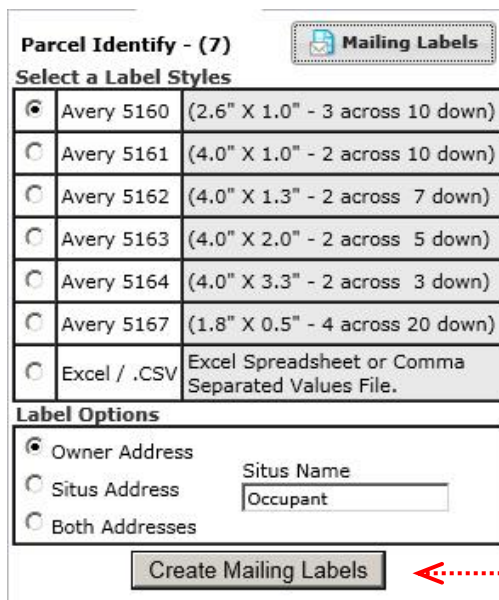 Parcel Identify - (7)
Mailing Labels
Select a Label Styles
Avery 5160 (2.6" X 1.0" - 3 across 10 down)
Avery 5161 (4.0" X 1.0" - 2 across 10 down)
Avery 5162 (4.0" X 1.3" - 2 across 7 down)
Avery 5163 (4.0" X 2.0" - 2 across 5 down)
Avery 5164 (4.0" X 3.3" - 2 across 3 down)
Avery 5167 (1.8" X 0.5" - 4 across 20 down)
Excel / .CSV Excel Spreadsheet or Comma
Separated Values File.
Label Options
Owner Address
Situs Name
Situs Address
Occupant
Both Addresses
Create Mailing Labels